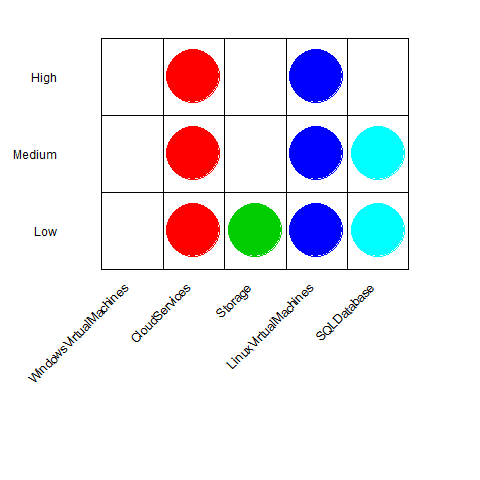 High
Medium
Low
WindowsVirtualMachines
CloudServices
Storage
LinuxVirtualMachines
SQLDatabase